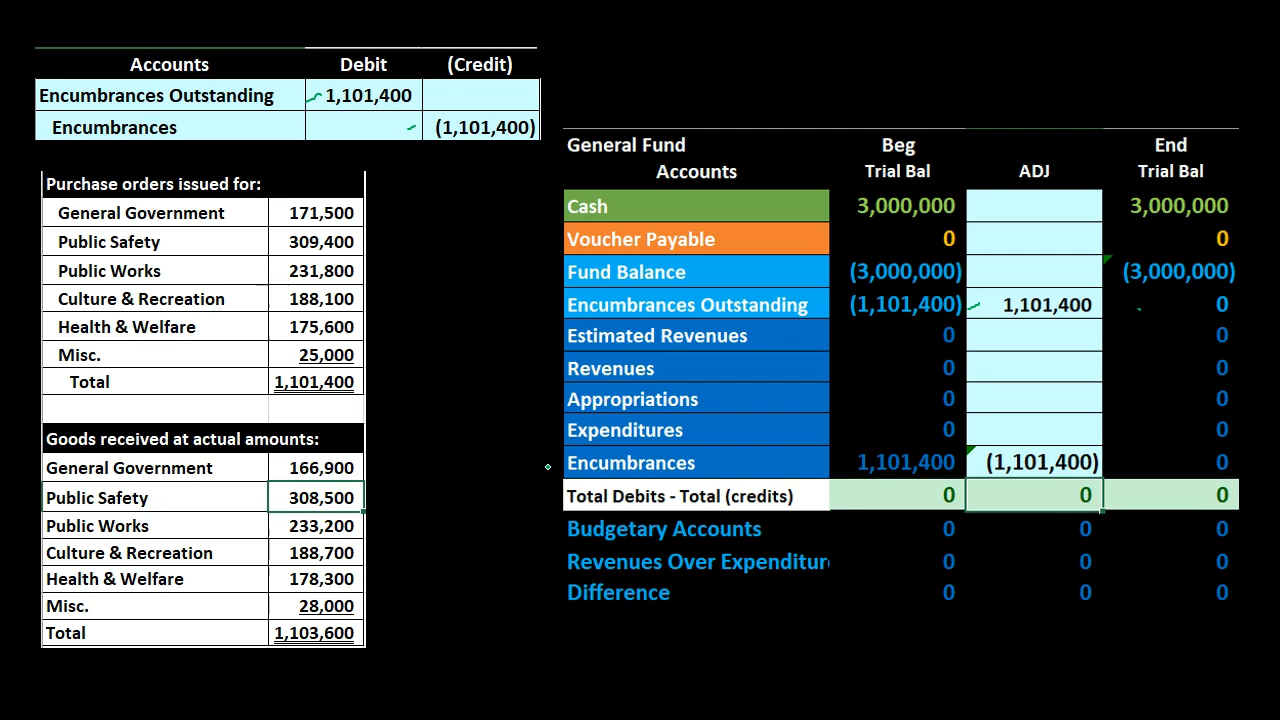 Accounts Debit (Credit)
Encumbrances Outstanding 1,101,400
Encumbrances (1,101,400)
Purchase orders issued for:
General Government 171,500
Public Safety 309,400
Public Works 231,800
Culture & Recreation 188,100
Health & Welfare 175,600
Misc. 25,000
Total 1,101,400
Goods received at actual amounts:
General Government 166,900
Public Safety 308,500
Public Works 233,200
Culture & Recreation 188,700
Health & Welfare 178,300
Misc. 28,000
Total 1,103,600
General Fund Beg End
Accounts Trial Bal ADJ Trial Bal
Cash 3,000,000 3,000,000
Voucher Payable 0 0
Fund Balance (3,000,000) (3,000,000)
Encumbrances Outstanding (1,101,400) 1,101,400 0
Estimated Revenues 0 0
Revenues 0 0
Appropriations 0 0
Expenditures 0 0
Encumbrances 1,101,400 (1,101,400) 0
Total Debits - Total (credits) 0 0 0
Budgetary Accounts 0 0 0
Revenues Over Expenditur 0 0 0
Difference 0 0 0